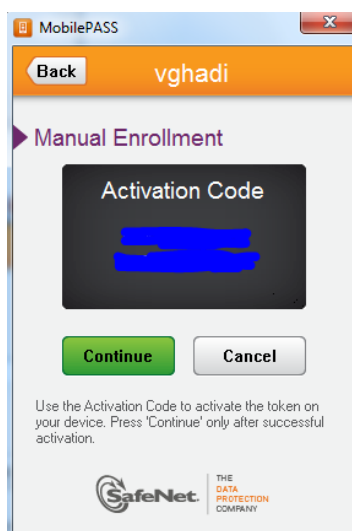 MobilePASS
x
Back
vghadi
Manual Enrollment
Activation Code
Continue
Cancel
Use the Activation Code to activate the token on
your device. Press 'Continue' only after successful
activation.
SafeNet.
THE
DATA
PROTECTION
COMPANY